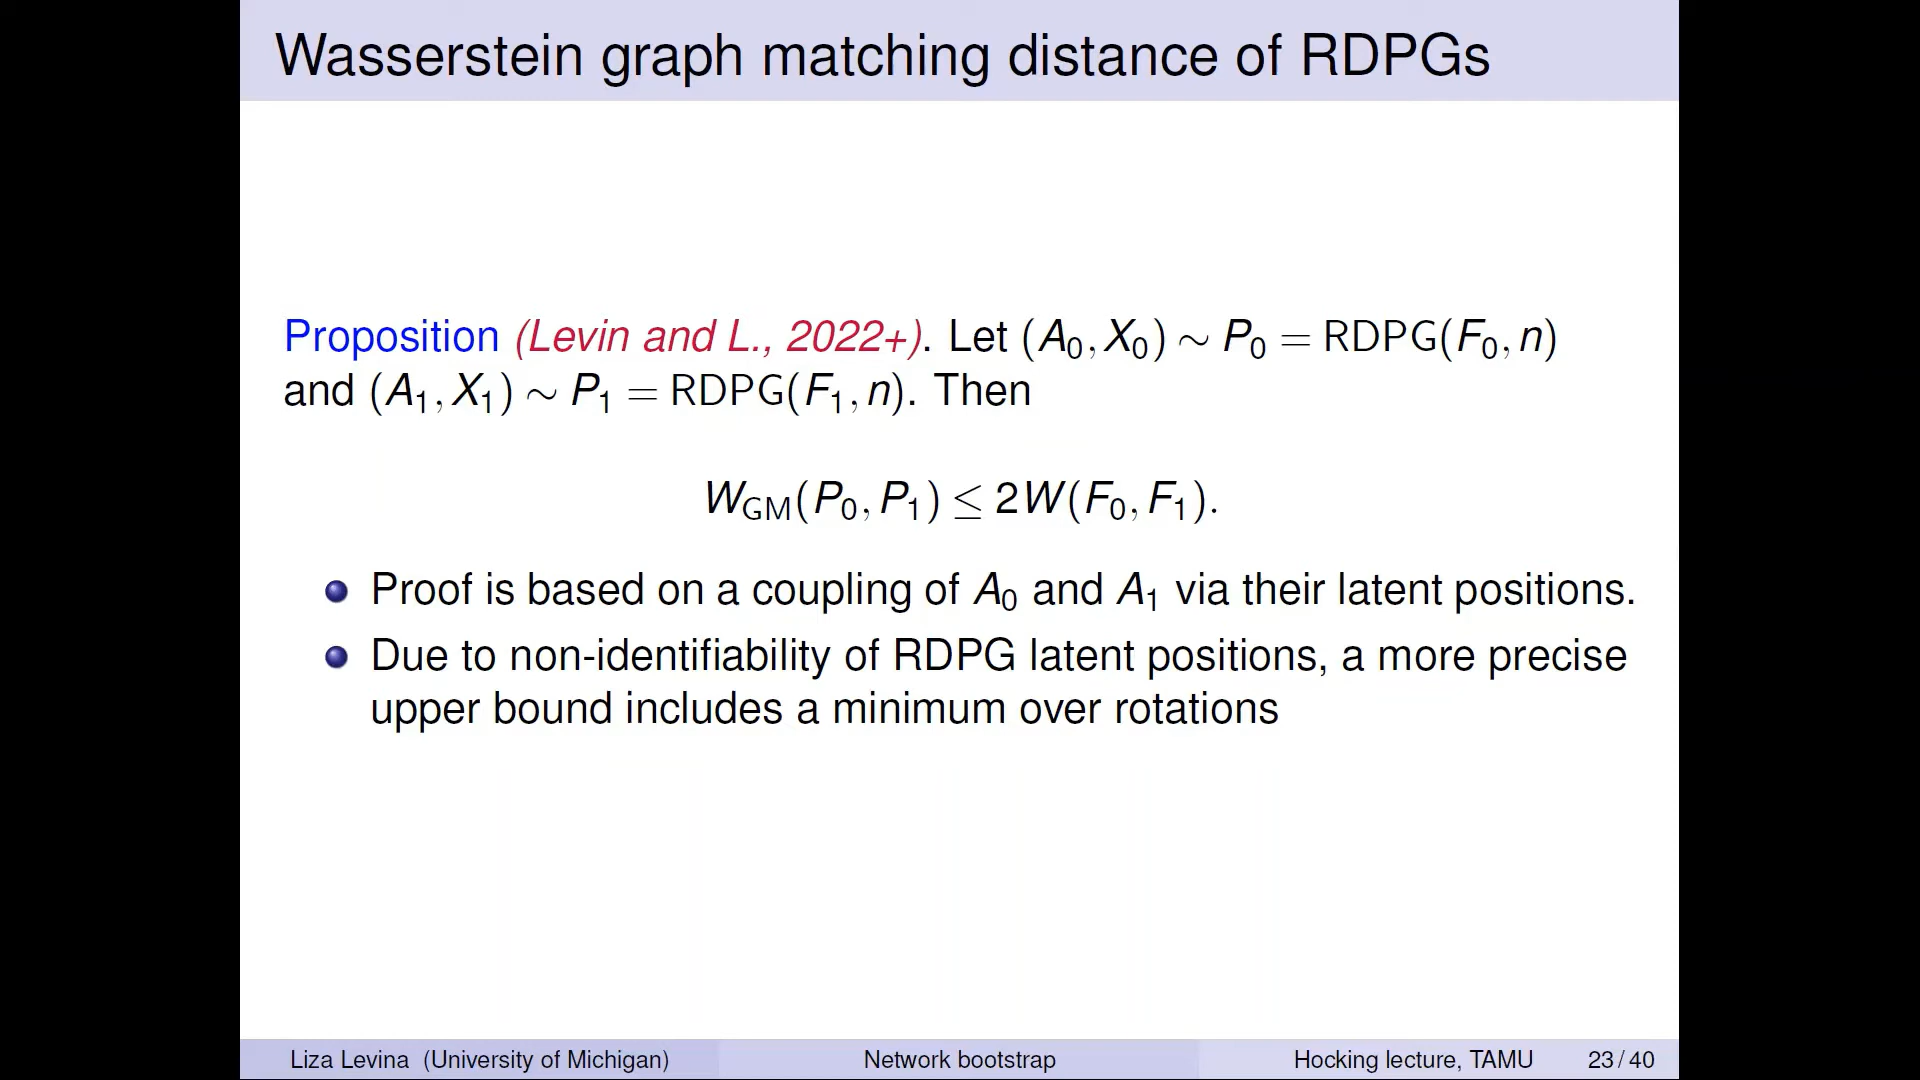 Wasserstein graph matching distance of RDPGs
Proposition (Levin and L., 2022+). Let (A₀, X₀) ∼ P₀ = RDPG(F₀, n)
and (A₁, X₁) ∼ P₁ = RDPG(F₁, n). Then
W_GM(P₀, P₁) ≤ 2W(F₀, F₁).
Proof is based on a coupling of A₀ and A₁ via their latent positions.
Due to non-identifiability of RDPG latent positions, a more precise
upper bound includes a minimum over rotations
Liza Levina (University of Michigan) Network bootstrap Hocking lecture, TAMU 23 / 40